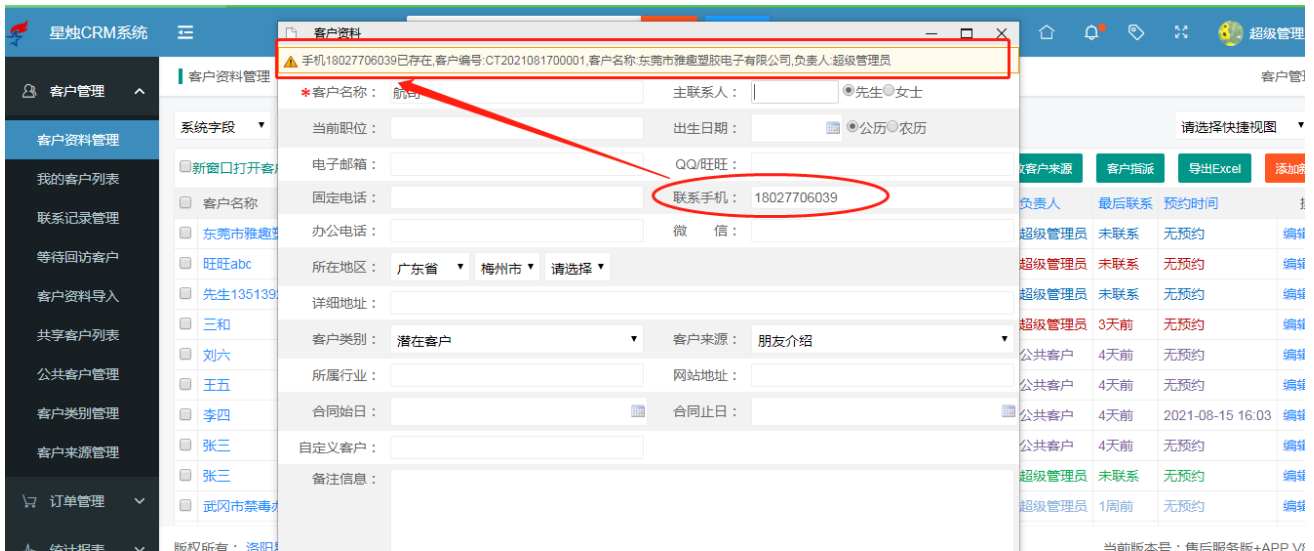 星烛CRM系统
超级管理
客户资料
手机18027706039已存在,客户编号:CT2021081700001,客户名称:东莞市雅趣塑胶电子有限公司,负责人:超级管理员
客户管理
客户资料管理
我的客户列表
联系记录管理
等待回访客户
客户资料导入
共享客户列表
公共客户管理
客户类别管理
客户来源管理
订单管理
统计报表
客户资料管理
系统字段
新窗口打开客
客户名称
东莞市雅趣塑
旺旺abc
先生1351392
三和
刘六
王五
李四
张三
张三
武冈市禁毒办
版权所有：洛阳
*客户名称：
主联系人： 先生 女士
当前职位： 出生日期： 公历 农历
电子邮箱： QQ/旺旺：
固定电话： 联系手机： 18027706039
办公电话： 微 信：
所在地区： 广东省 梅州市 请选择
详细地址：
客户类别： 潜在客户 客户来源： 朋友介绍
所属行业： 网站地址：
合同始日： 合同止日：
自定义客户：
备注信息：
请选择快捷视图
客户来源 客户指派 导出Excel 添加
负责人 最后联系 预约时间
超级管理员 未联系 无预约 编辑
超级管理员 未联系 无预约 编辑
超级管理员 未联系 无预约 编辑
超级管理员 3天前 无预约 编辑
公共客户 4天前 无预约 编辑
公共客户 4天前 无预约 编辑
公共客户 4天前 2021-08-15 16:03 编辑
公共客户 4天前 无预约 编辑
超级管理员 未联系 无预约 编辑
超级管理员 1周前 无预约 编辑
当前版本号：售后服务版+APP V8